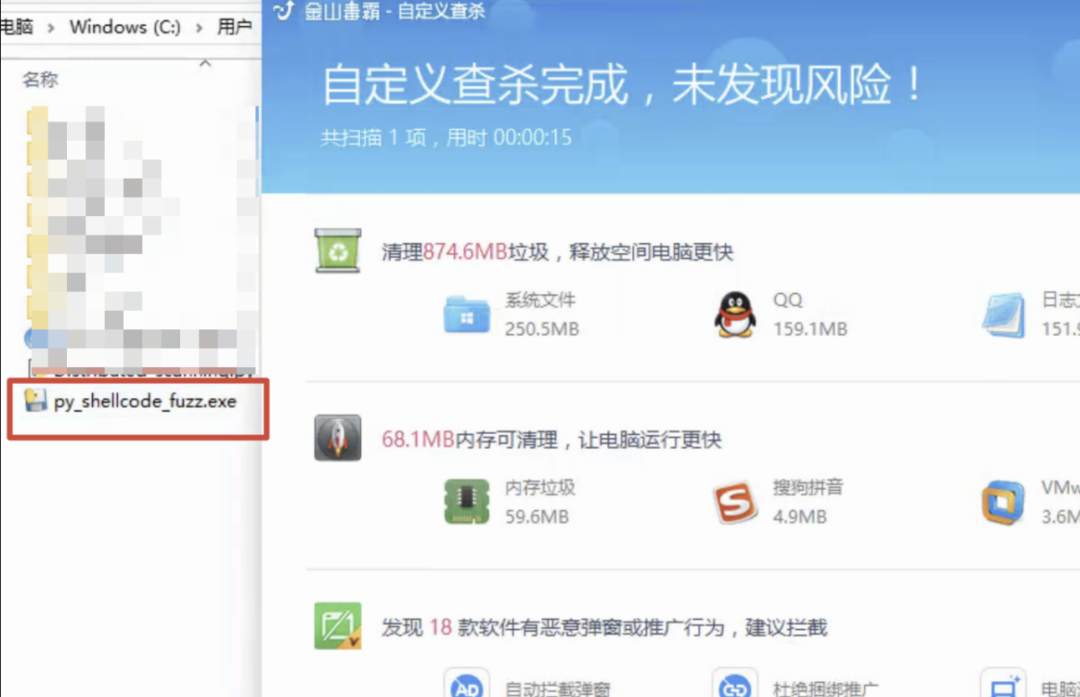 电脑 › Windows (C:) › 用户
金山毒霸 - 自定义查杀
名称
自定义查杀完成，未发现风险！
共扫描 1 项，用时 00:00:15
py_shellcode_fuzz.exe
清理874.6MB垃圾，释放空间电脑更快
系统文件
250.5MB
QQ
159.1MB
日志
151.
68.1MB内存可清理，让电脑运行更快
内存垃圾
59.6MB
搜狗拼音
4.9MB
VMw
3.6M
发现 18 款软件有恶意弹窗或推广行为，建议拦截
AD
自动拦截弹窗
杜绝捆绑推广
电脑